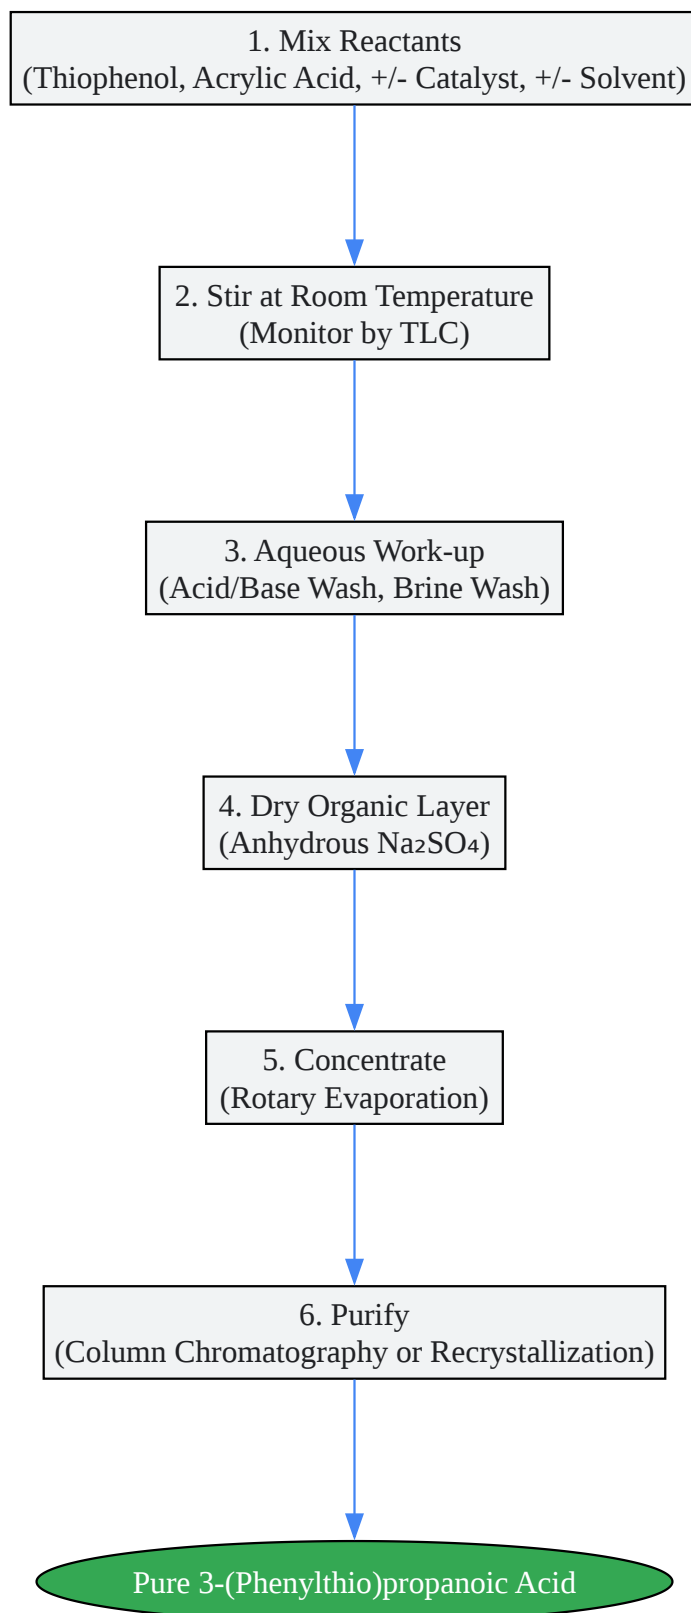 1. Mix Reactants
(Thiophenol, Acrylic Acid, +/- Catalyst, +/- Solvent)
2. Stir at Room Temperature
(Monitor by TLC)
3. Aqueous Work-up
(Acid/Base Wash, Brine Wash)
4. Dry Organic Layer
(Anhydrous Na₂SO₄)
5. Concentrate
(Rotary Evaporation)
6. Purify
(Column Chromatography or Recrystallization)
Pure 3-(Phenylthio)propanoic Acid